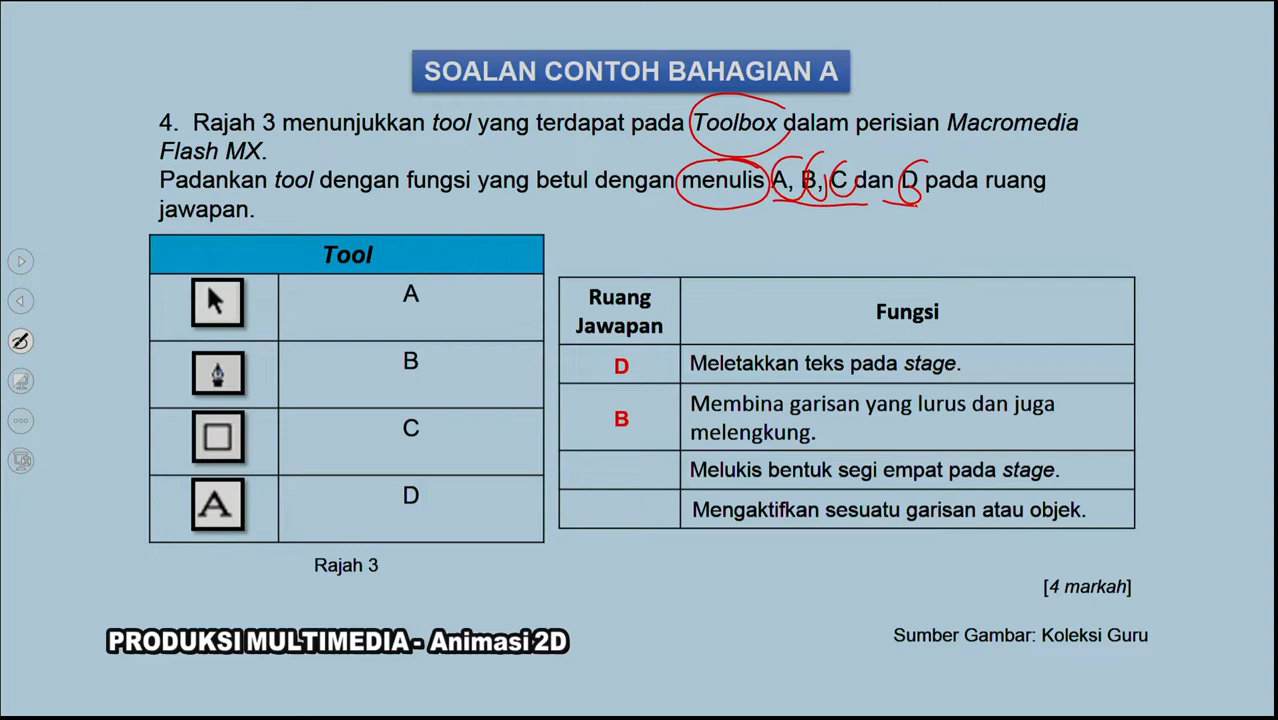 SOALAN CONTOH BAHAGIAN A
4. Rajah 3 menunjukkan tool yang terdapat pada Toolbox dalam perisian Macromedia
Flash MX.
Padankan tool dengan fungsi yang betul dengan menulis A, B, C dan D pada ruang
jawapan.
Tool
A
B
C
A D
Rajah 3
Ruang
Jawapan
Fungsi
D Meletakkan teks pada stage.
B Membina garisan yang lurus dan juga
melengkung.
Melukis bentuk segi empat pada stage.
Mengaktifkan sesuatu garisan atau objek.
[4 markah]
PRODUKSI MULTIMEDIA - Animasi 2D
Sumber Gambar: Koleksi Guru